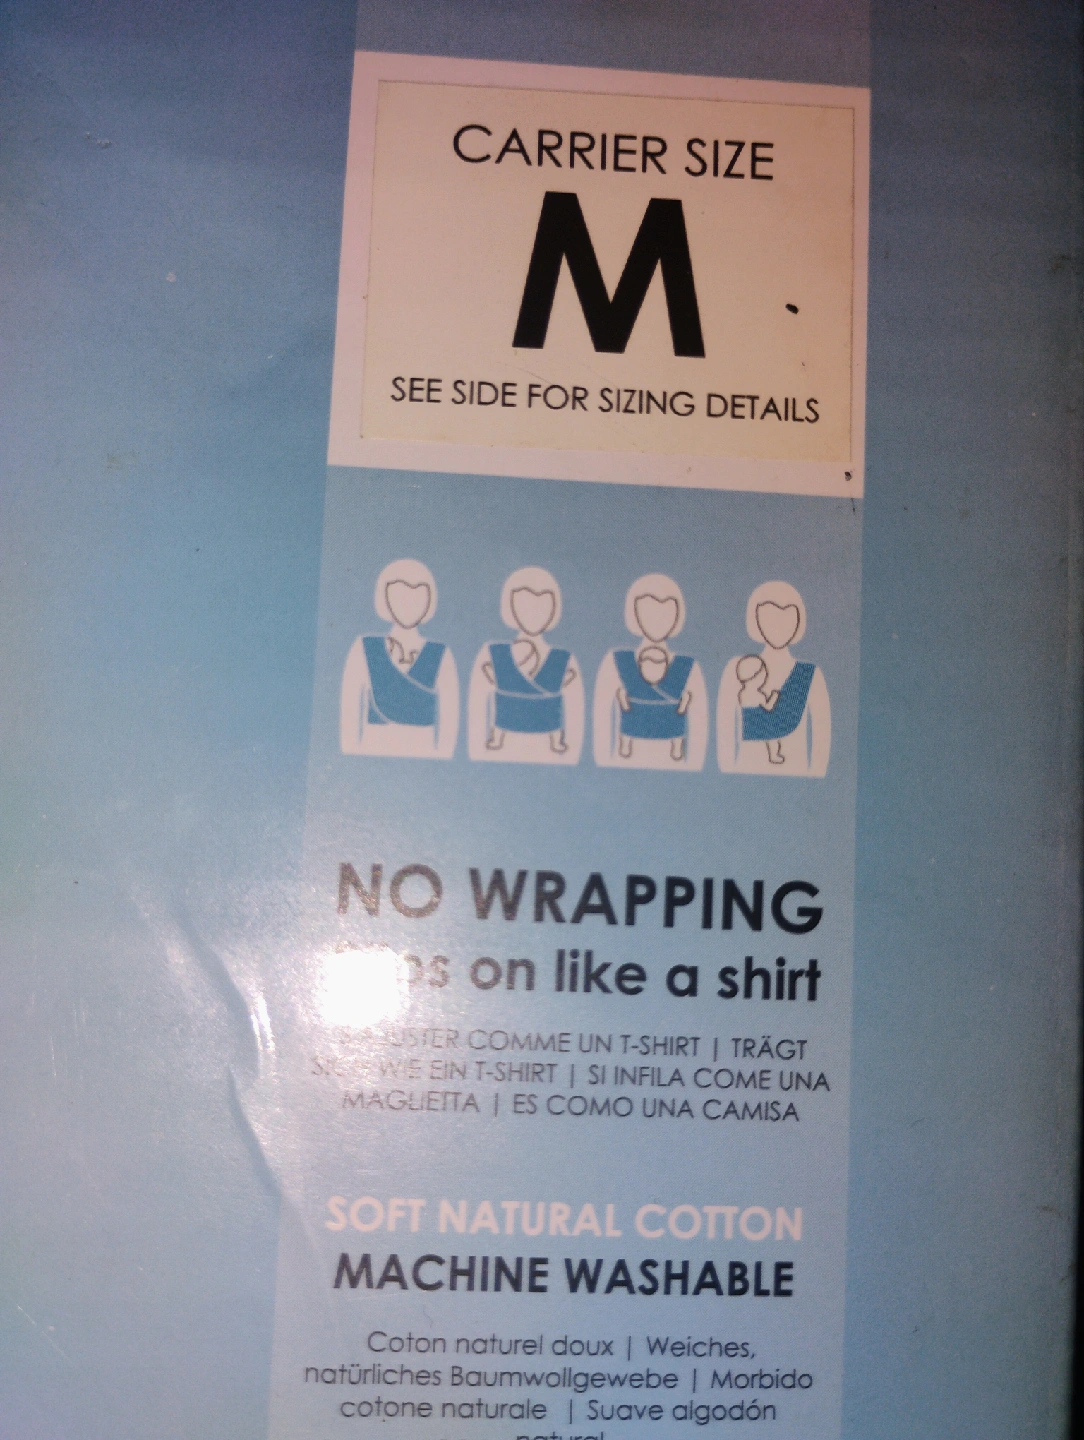 CARRIER SIZE
M
SEE SIDE FOR SIZING DETAILS
NO WRAPPING
on like a shirt
COMME UN T-SHIRT | TRÄGT
WIE EIN T-SHIRT | SI INFILA COME UNA
MAGLIETTA | ES COMO UNA CAMISA
SOFT NATURAL COTTON
MACHINE WASHABLE
Coton naturel doux | Weiches,
natürliches Baumwollgewebe | Morbido
cotone naturale | Suave algodón
natural